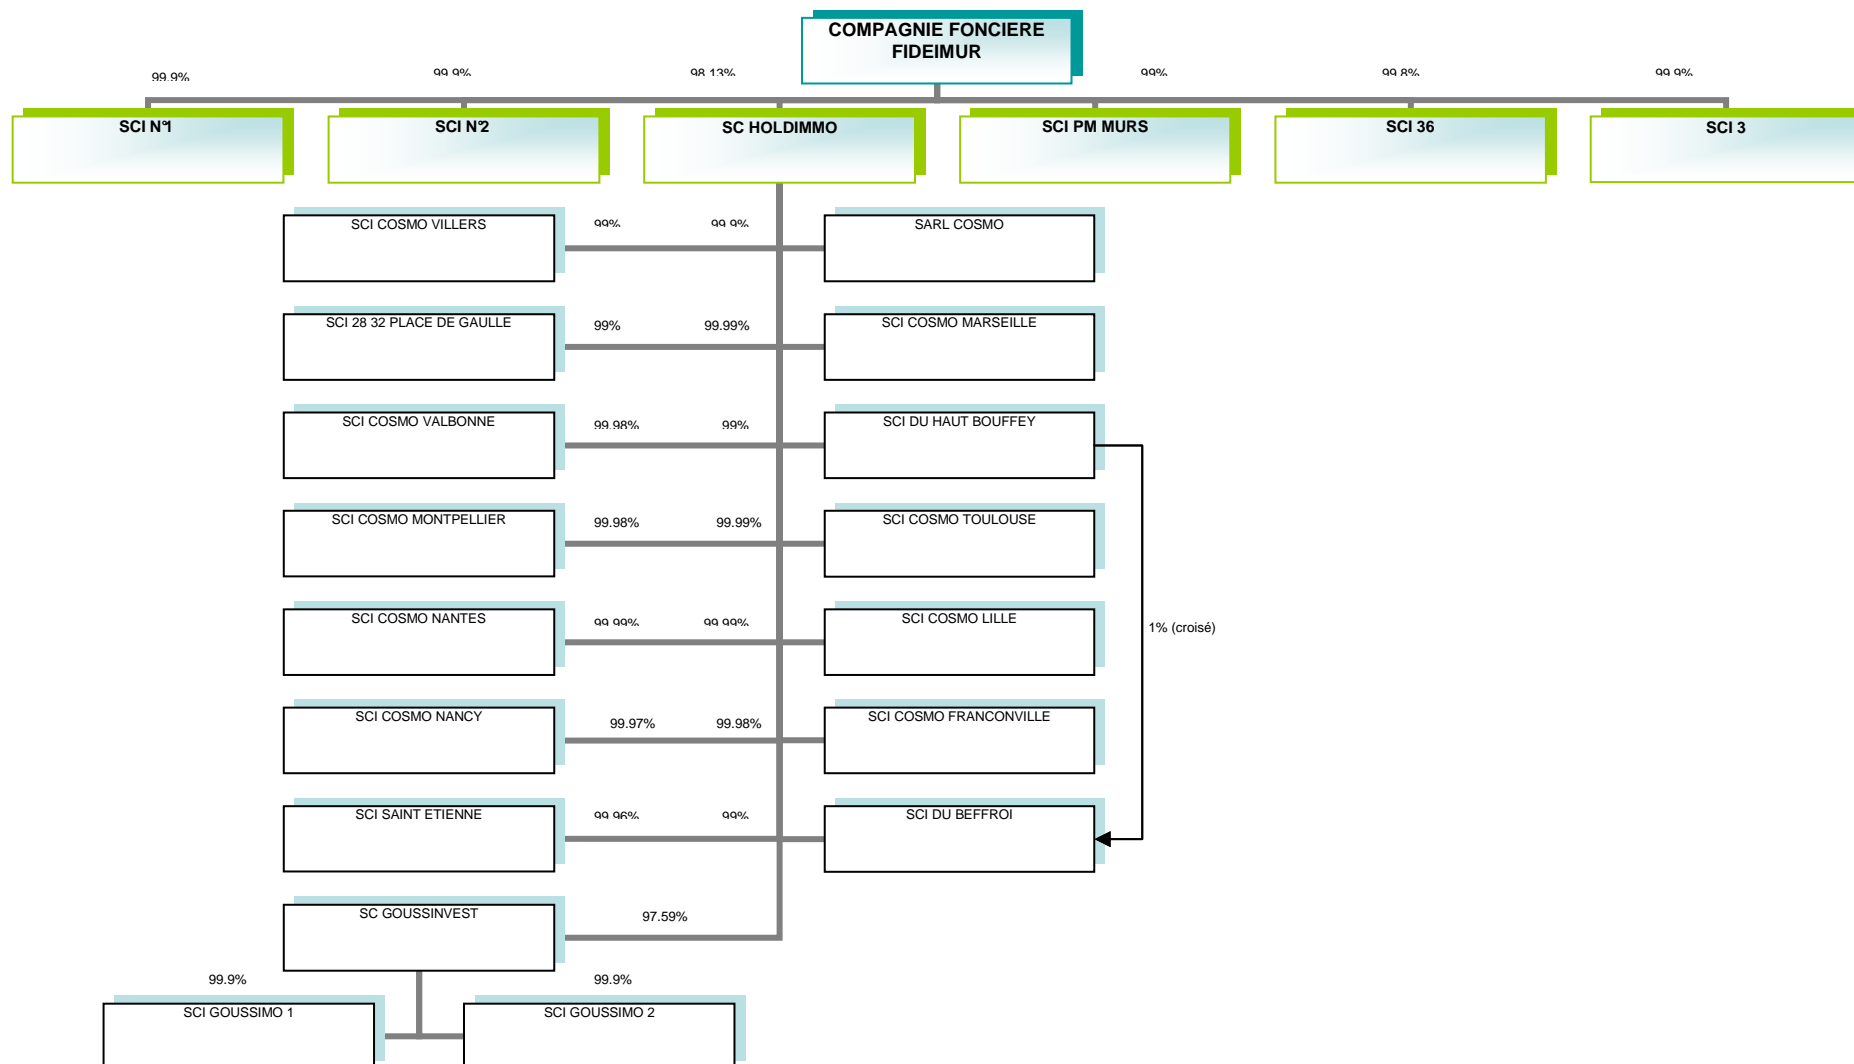 COMPAGNIE FONCIERE
FIDEIMUR
99.9%
99.9%
98.13%
99%
99.8%
99.9%
SCI N°1
SCI N°2
SC HOLDIMMO
SCI PM MURS
SCI 36
SCI 3
SCI COSMO VILLERS
99%
99.9%
SARL COSMO
SCI 28 32 PLACE DE GAULLE
99%
99.99%
SCI COSMO MARSEILLE
SCI COSMO VALBONNE
99.98%
99%
SCI DU HAUT BOUFFEY
SCI COSMO MONTPELLIER
99.98%
99.99%
SCI COSMO TOULOUSE
SCI COSMO NANTES
99.99%
99.99%
SCI COSMO LILLE
1% (croisé)
SCI COSMO NANCY
99.97%
99.98%
SCI COSMO FRANCONVILLE
SCI SAINT ETIENNE
99.96%
99%
SCI DU BEFFROI
SC GOUSSINVEST
97.59%
99.9%
99.9%
SCI GOUSSIMO 1
SCI GOUSSIMO 2